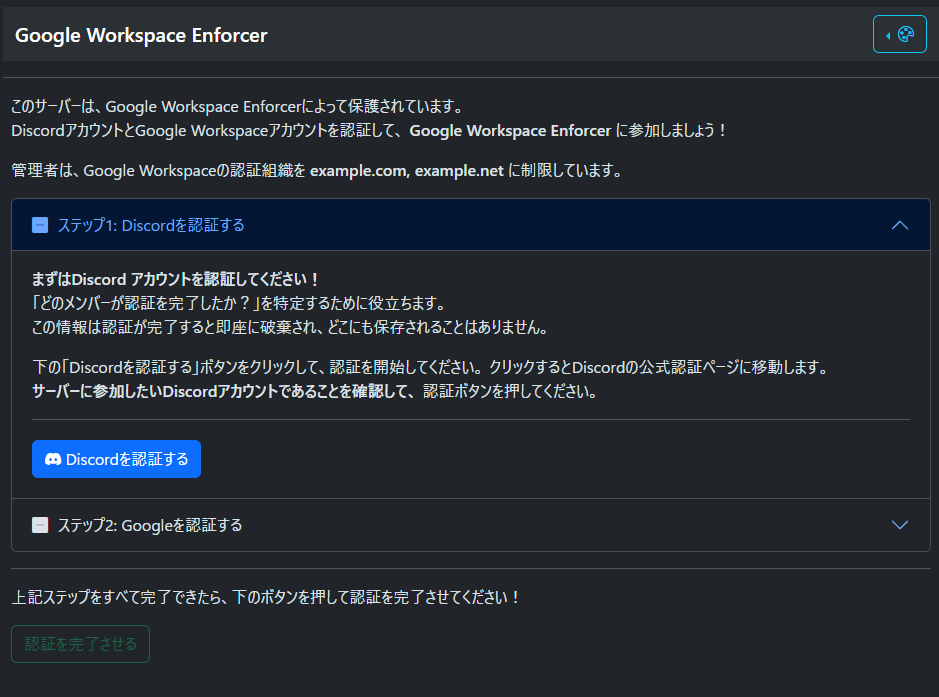 Google Workspace Enforcer
このサーバーは、Google Workspace Enforcerによって保護されています。
DiscordアカウントとGoogle Workspaceアカウントを認証して、Google Workspace Enforcer に参加しましょう！
管理者は、Google Workspaceの認証組織を example.com, example.net に制限しています。
ステップ1: Discordを認証する
まずはDiscord アカウントを認証してください！
「どのメンバーが認証を完了したか？」を特定するために役立ちます。
この情報は認証が完了すると即座に破棄され、どこにも保存されることはありません。
下の「Discordを認証する」ボタンをクリックして、認証を開始してください。クリックするとDiscordの公式認証ページに移動します。
サーバーに参加したいDiscordアカウントであることを確認して、認証ボタンを押してください。
Discordを認証する
ステップ2: Googleを認証する
上記ステップをすべて完了できたら、下のボタンを押して認証を完了させてください！
認証を完了させる